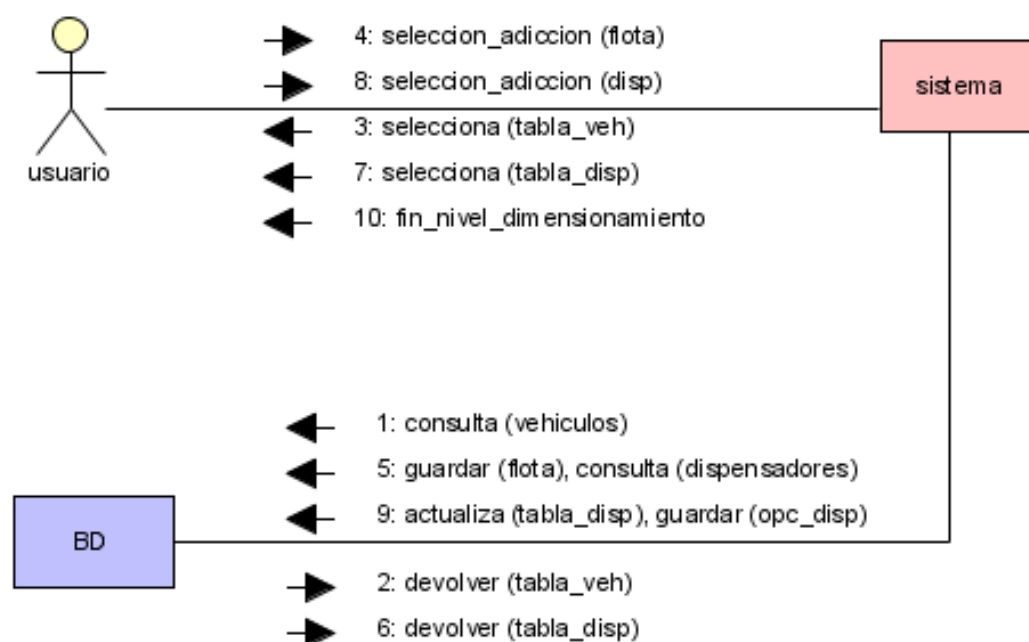 4: seleccion_adiccion (flota)
8: seleccion_adiccion (disp)
sistema
3: selecciona (tabla_veh)
usuario
7: selecciona (tabla_disp)
10: fin_nivel_dimensionamiento
1: consulta (vehiculos)
5: guardar (flota), consulta (dispensadores)
9: actualiza (tabla_disp), guardar (opc_disp)
BD
2: devolver (tabla_veh)
6: devolver (tabla_disp)